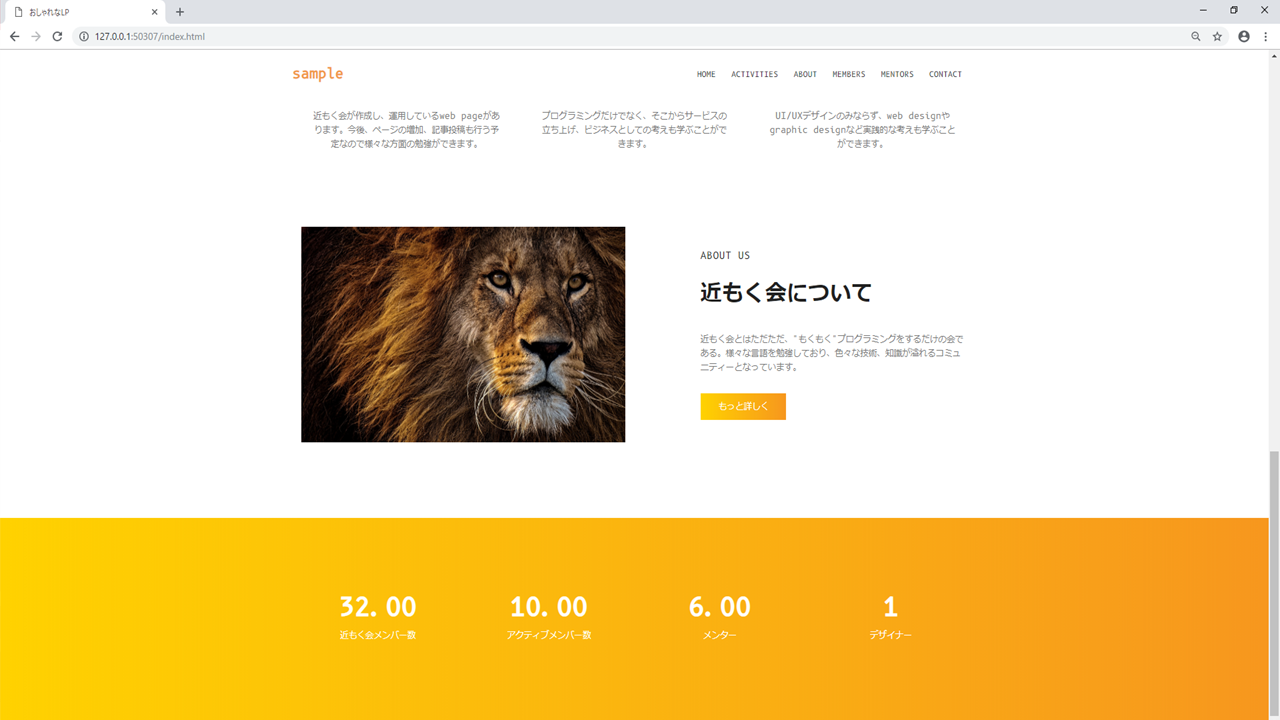 おしゃれなLP
127.0.0.1:50307/index.html
sample
HOME ACTIVITIES ABOUT MEMBERS MENTORS CONTACT
近もく会が作成し、運用しているweb pageがあ
ります。今後、ページの増加、記事投稿も行う予
定なので様々な方面の勉強ができます。
プログラミングだけでなく、そこからサービスの
立ち上げ、ビジネスとしての考えも学ぶことがで
きます。
UI/UXデザインのみならず、web designや
graphic designなど実践的な考えも学ぶこと
ができます。
ABOUT US
近もく会について
近もく会とはただただ、"もくもく"プログラミングをするだけの会で
ある。様々な言語を勉強しており、色々な技術、知識が溢れるコミュ
ニティーとなっています。
もっと詳しく
32.00 10.00 6.00 1
近もく会メンバー数 アクティブメンバー数 メンター デザイナー